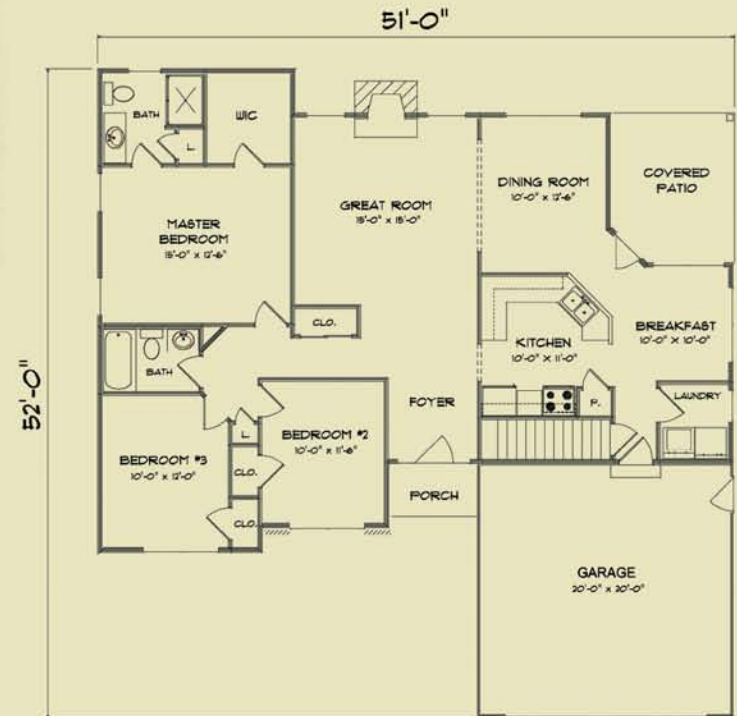 51'-0"
52'-0"
BATH
L.
WIC
MASTER
BEDROOM
15'-0" x 12'-6"
GREAT ROOM
15'-0" x 18'-0"
DINING ROOM
10'-0" x 12'-6"
COVERED
PATIO
CLO.
KITCHEN
10'-0" x 11'-0"
BREAKFAST
10'-0" x 10'-0"
BATH
FOYER
P.
LAUNDRY
L
BEDROOM #2
10'-0" x 11'-6"
BEDROOM #3
10'-0" x 12'-0"
CLO.
CLO.
PORCH
GARAGE
20'-0" x 20'-0"